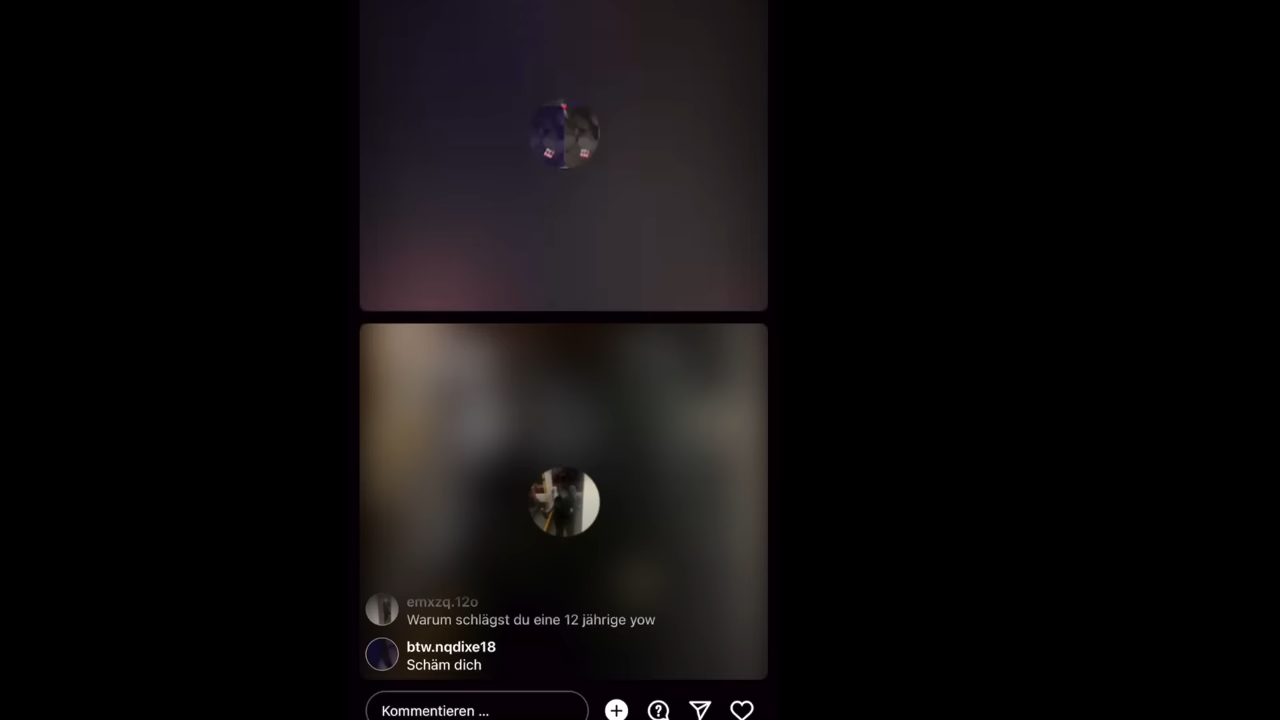 emxzq.12o
Warum schlägst du eine 12 jährige yow
btw.nqdixe18
Schäm dich
Kommentieren ...